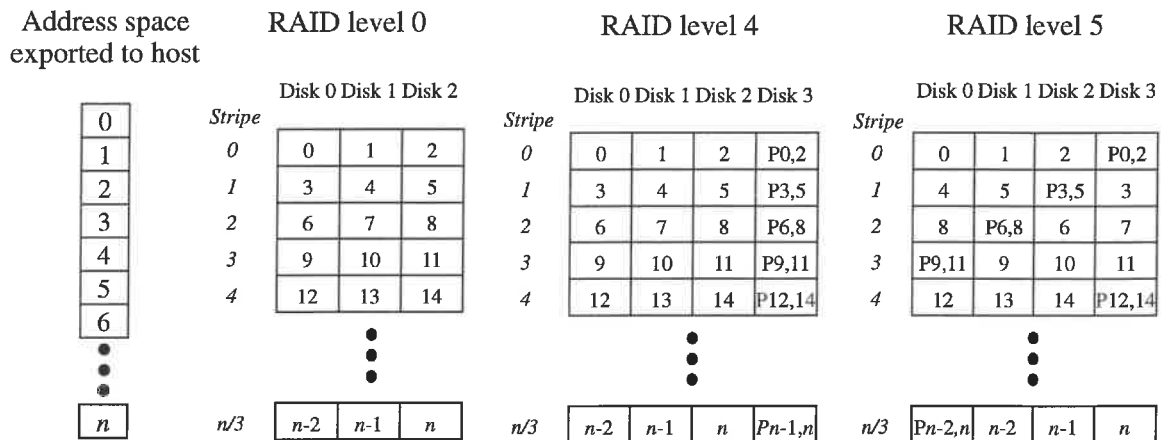 Address space RAID level 0 RAID level 4 RAID level 5
exported to host
Disk 0 Disk 1 Disk 2 Disk 0 Disk 1 Disk 2 Disk 3 Disk 0 Disk 1 Disk 2 Disk 3
0 Stripe Stripe Stripe
1 0 0 1 2 0 0 1 2 P0,2 0 0 1 2 P0,2
2 1 3 4 5 1 3 4 5 P3,5 1 4 5 P3,5 3
3 2 6 7 8 2 6 7 8 P6,8 2 8 P6,8 6 7
4 3 9 10 11 3 9 10 11 P9,11 3 P9,11 9 10 11
5 4 12 13 14 4 12 13 14 P12,14 4 12 13 14 P12,14
6
n n/3 n-2 n-1 n n/3 n-2 n-1 n Pn-1,n n/3 Pn-2,n n-2 n-1 n